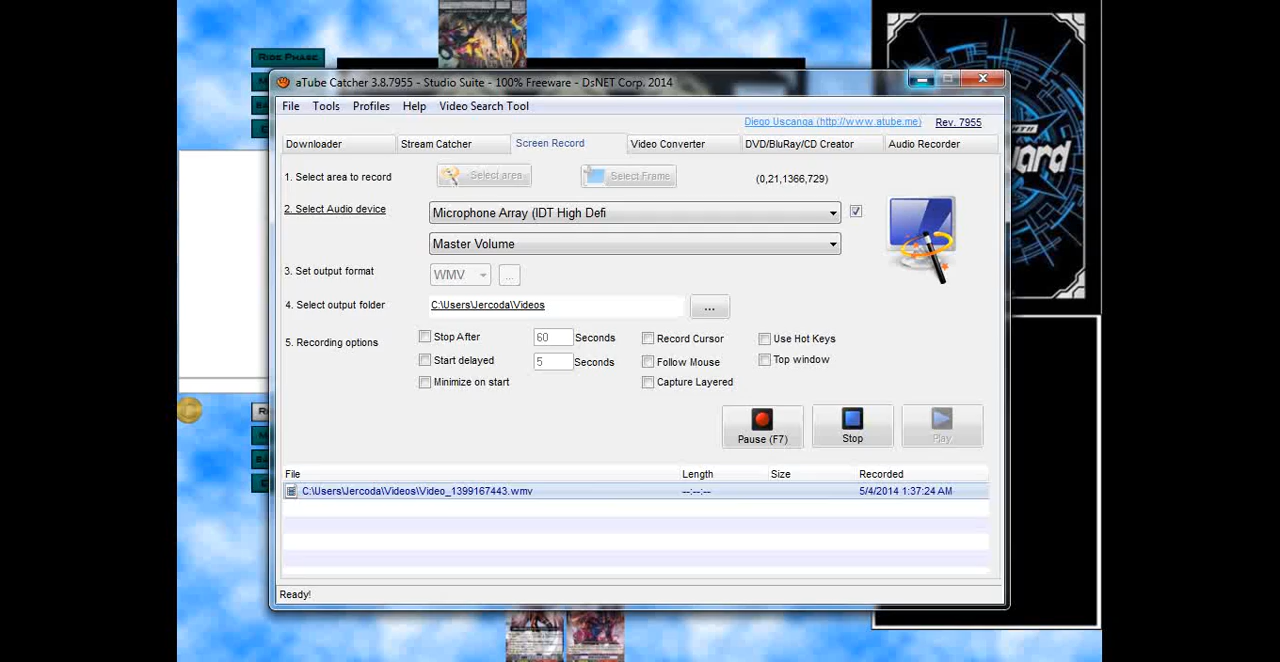 Ride Phase
aTube Catcher 3.8.7955 - Studio Suite - 100% Freeware - DsNET Corp. 2014
File Tools Profiles Help Video Search Tool
Diego Uscanga (http://www.atube.me) Rev. 7955
Downloader Stream Catcher Screen Record Video Converter DVD/BluRay/CD Creator Audio Recorder
1. Select area to record Select area Select Frame (0,21,1366,729)
2. Select Audio device Microphone Array (IDT High Defi
Master Volume
3. Set output format WMV ...
4. Select output folder C:\Users\Jercoda\Videos ...
5. Recording options Stop After 60 Seconds Record Cursor Use Hot Keys
Start delayed 5 Seconds Follow Mouse Top window
Minimize on start Capture Layered
Pause (F7) Stop Play
File Length Size Recorded
C:\Users\Jercoda\Videos\Video_1399167443.wmv --:--:-- 5/4/2014 1:37:24 AM
Ready!